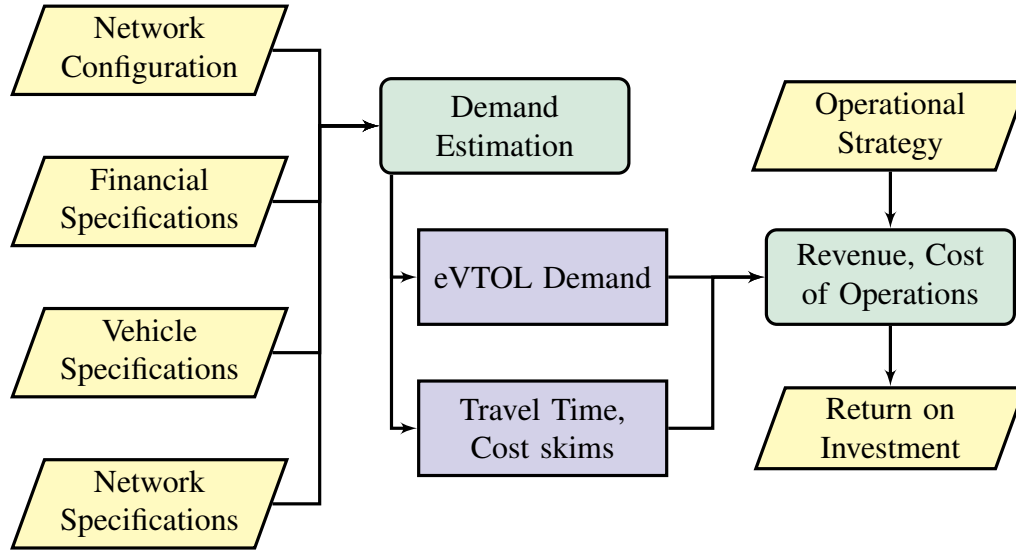 Network
Configuration
Financial
Specifications
Vehicle
Specifications
Network
Specifications
Demand
Estimation
eVTOL Demand
Travel Time,
Cost skims
Operational
Strategy
Revenue, Cost
of Operations
Return on
Investment